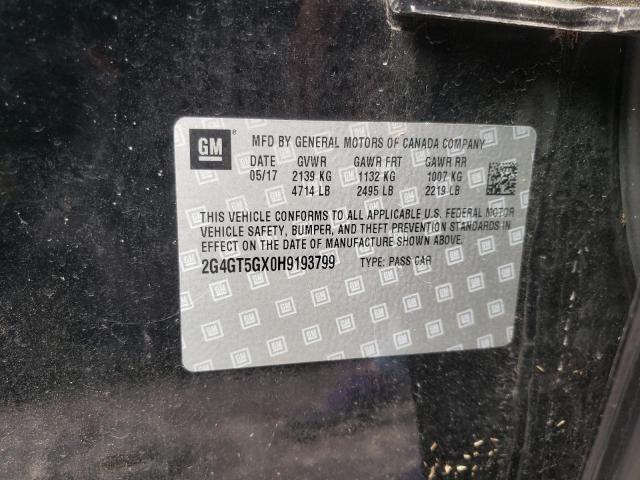 GM
MFD BY GENERAL MOTORS OF CANADA COMPANY
DATE GVWR GAWR FRT GAWR RR
05/17 2139 KG 1132 KG 1007 KG
4714 LB 2495 LB 2219 LB
THIS VEHICLE CONFORMS TO ALL APPLICABLE U.S. FEDERAL MOTOR
VEHICLE SAFETY, BUMPER, AND THEFT PREVENTION STANDARDS IN
EFFECT ON THE DATE OF MANUFACTURE SHOWN ABOVE.
2G4GT5GX0H9193799 TYPE: PASS CAR